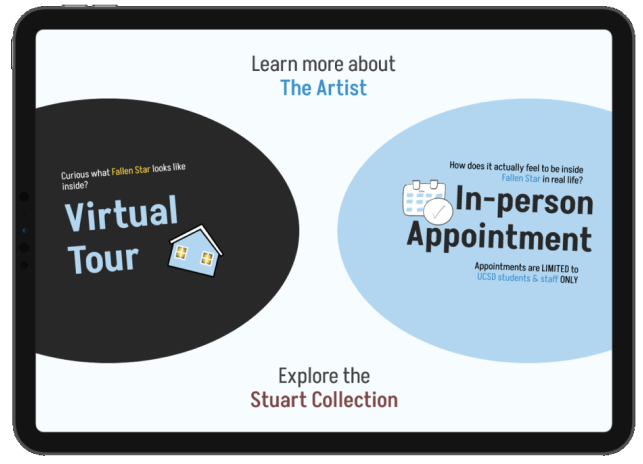 Learn more about
The Artist
Curious what Fallen Star looks like
inside?
Virtual
Tour
How does it actually feel to be inside
Fallen Star in real life?
In-person
Appointment
Appointments are LIMITED to
UCSD students & staff ONLY
Explore the
Stuart Collection